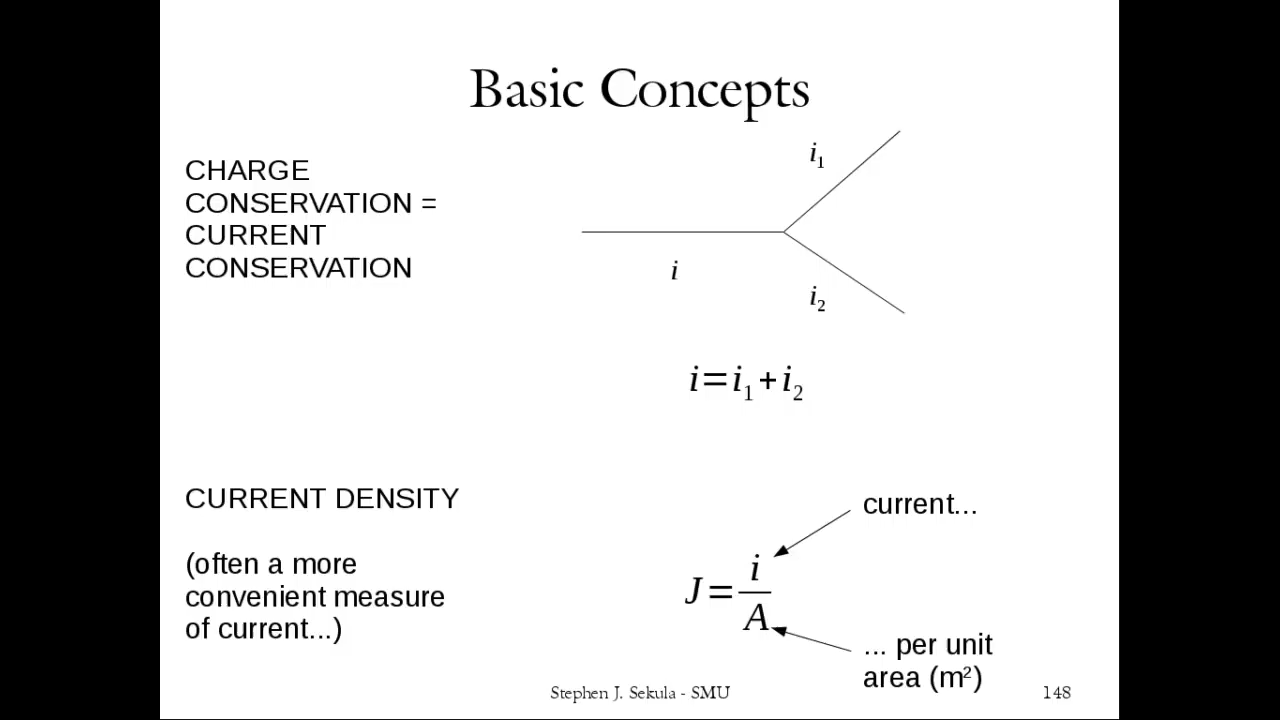 Basic Concepts
CHARGE
CONSERVATION =
CURRENT
CONSERVATION
i₁
i
i₂
i=i₁+i₂
CURRENT DENSITY
(often a more
convenient measure
of current...)
current...
J=i/A
... per unit
area (m²)
Stephen J. Sekula - SMU
148